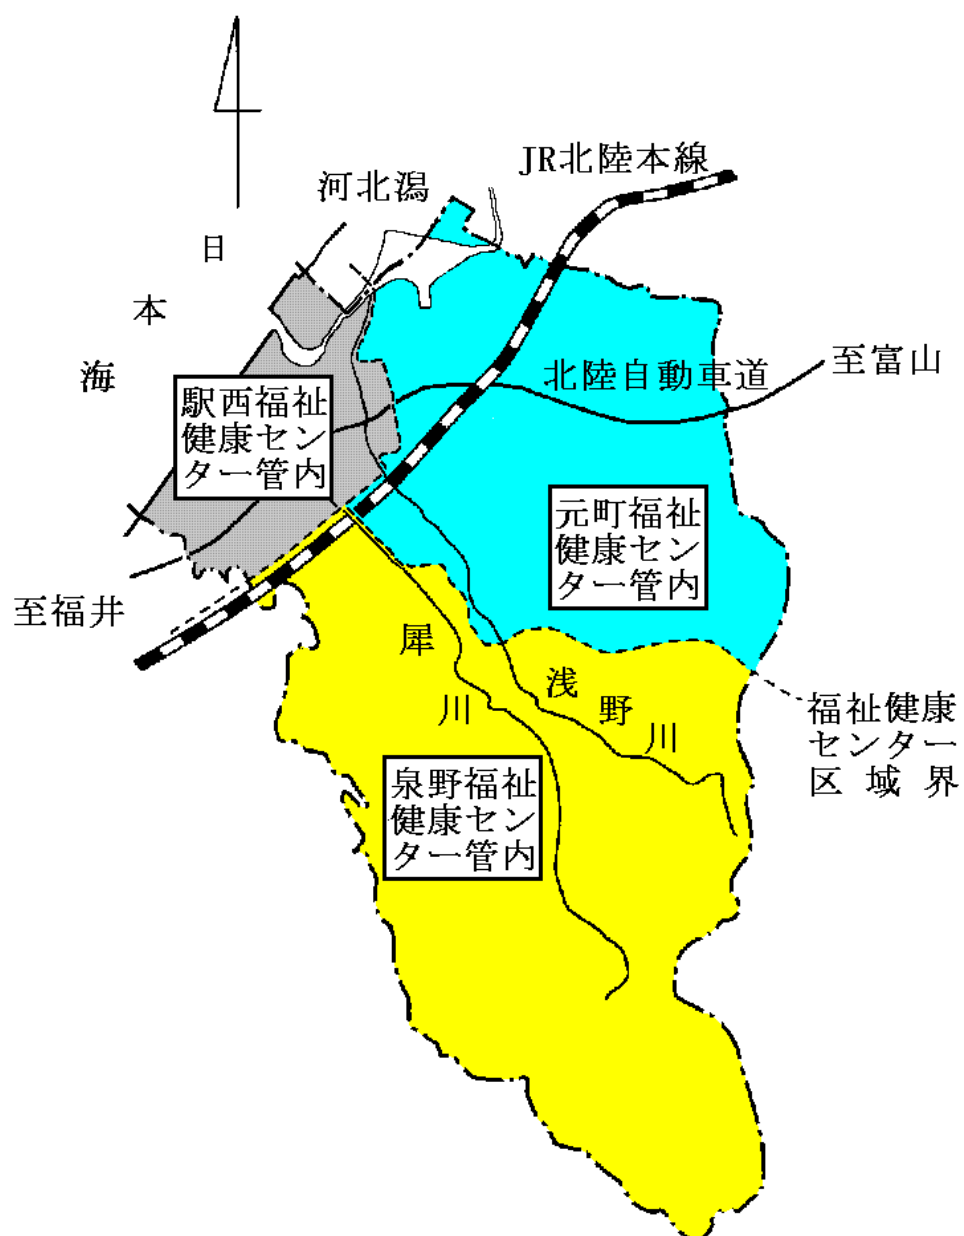 JR北陸本線
河北潟
日本海
至富山
北陸自動車道
駅西福祉
健康セン
ター管内
元町福祉
健康セン
ター管内
至福井
犀川
浅野川
福祉健康
センター
区域界
泉野福祉
健康セン
ター管内